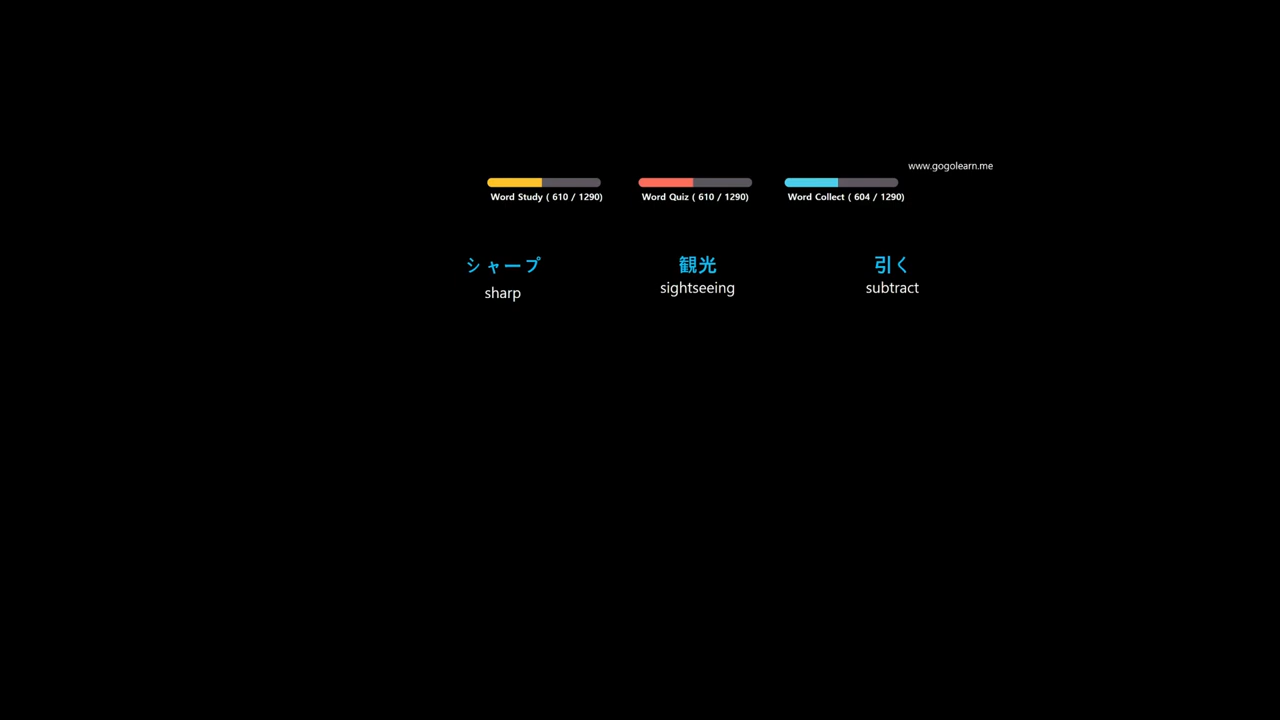 www.gogolearn.me
Word Study ( 610 / 1290)
Word Quiz ( 610 / 1290)
Word Collect ( 604 / 1290)
シャープ
sharp
観光
sightseeing
引く
subtract